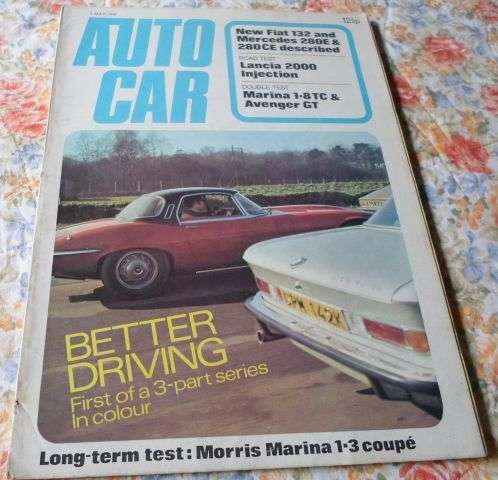 AUTO
CAR
12½p
New Fiat 132 and
Mercedes 280E &
280CE described
ROAD TEST
Lancia 2000
Injection
DOUBLE TEST
Marina 1·8TC &
Avenger GT
BETTER
DRIVING
First of a 3-part series
In colour
Long-term test: Morris Marina 1·3 coupé